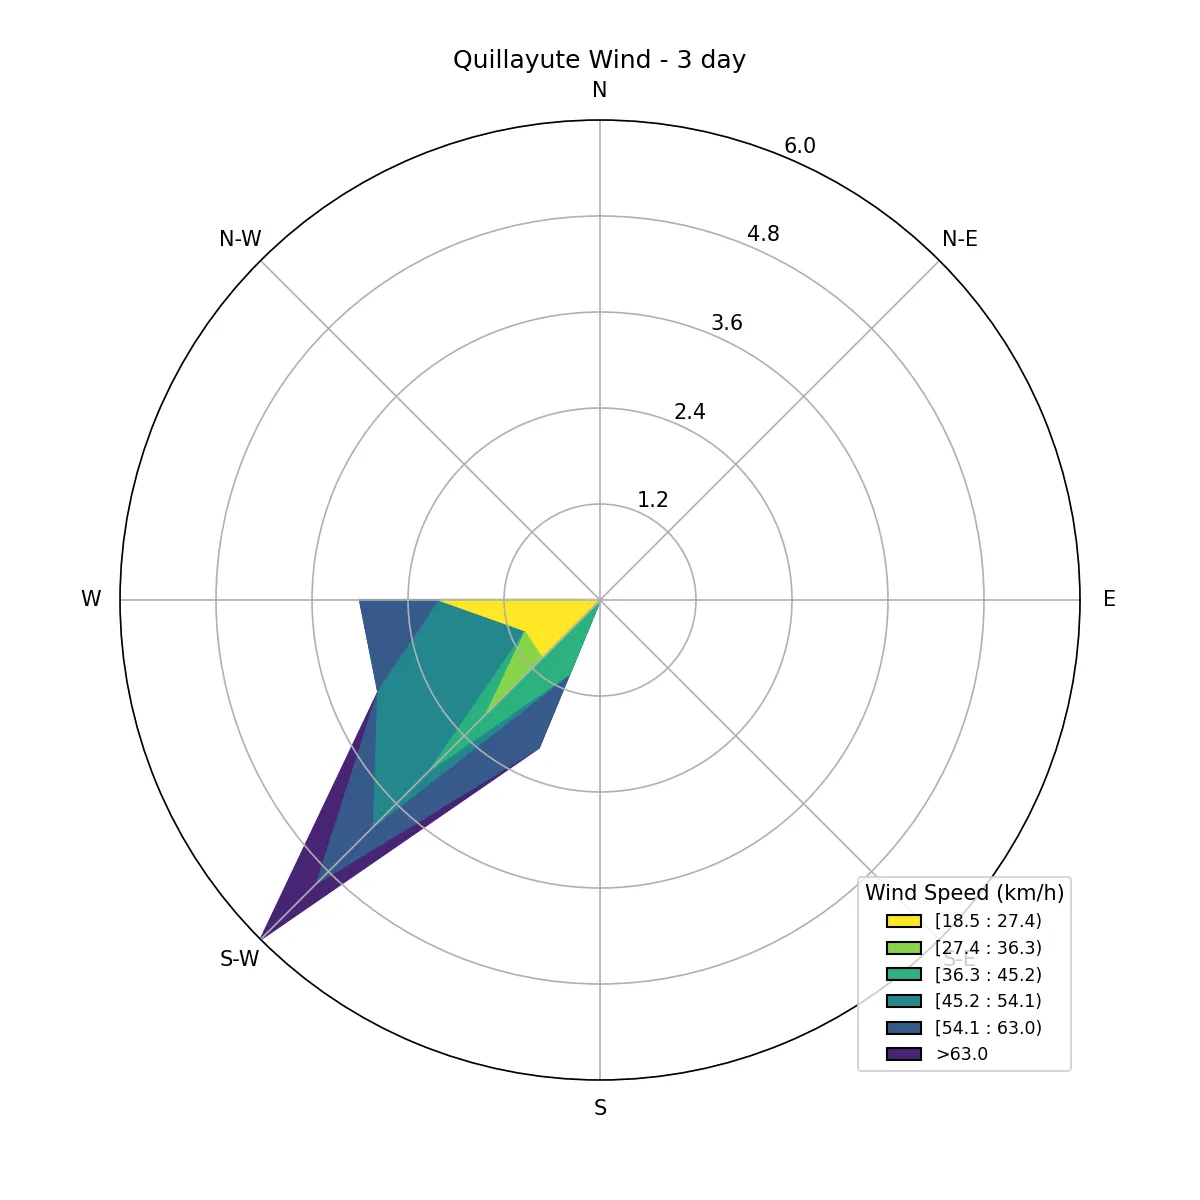 Quillayute Wind - 3 day
N
6.0
N-W
N-E
4.8
3.6
2.4
1.2
W
E
S-W
S-E
Wind Speed (km/h)
[18.5 : 27.4)
[27.4 : 36.3)
[36.3 : 45.2)
[45.2 : 54.1)
[54.1 : 63.0)
>63.0
S